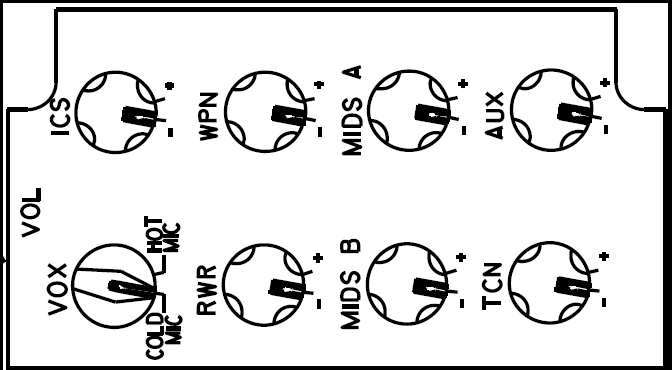 VOL
ICS
WPN
MIDS A
AUX
VOX
HOT
MIC
COLD
MIC
RWR
MIDS B
TCN